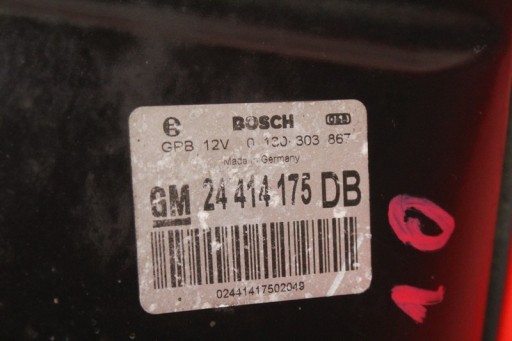 BOSCH
GPB 12V 0 130 303 867
Made in Germany
GM 24 414 175 DB
02441417502049
10